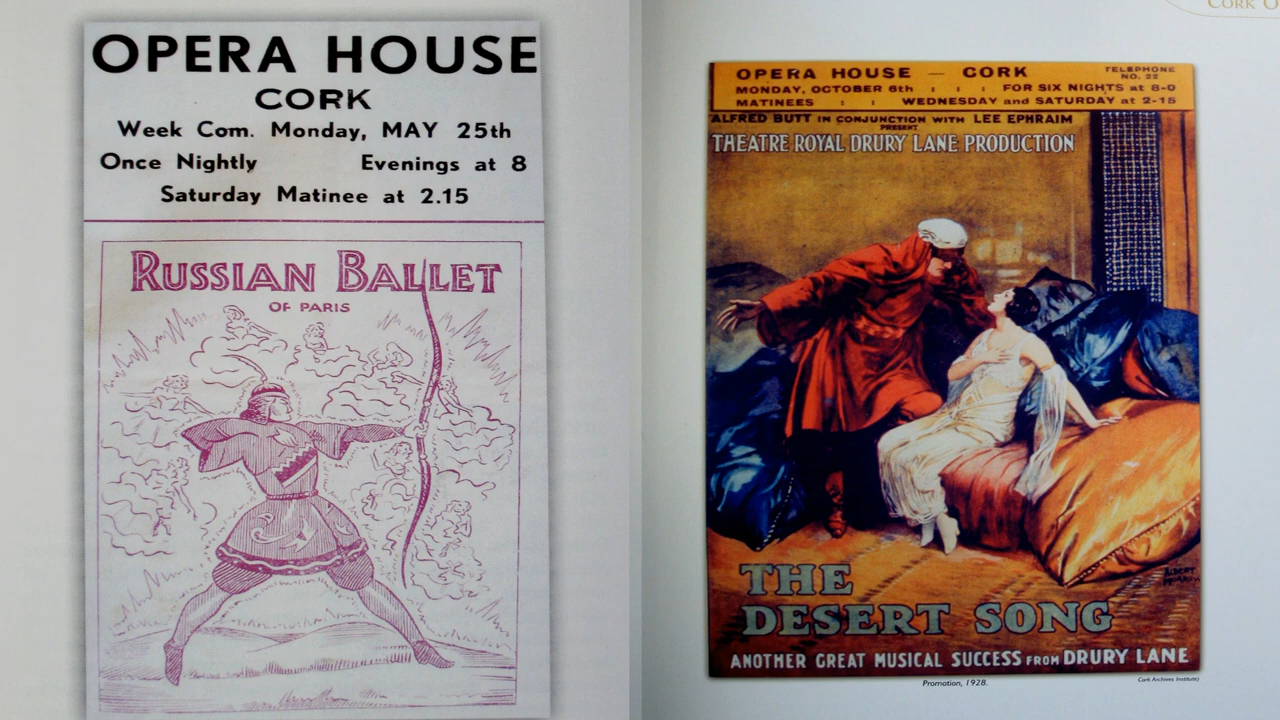 OPERA HOUSE
CORK
Week Com. Monday, MAY 25th
Once Nightly Evenings at 8
Saturday Matinee at 2.15
RUSSIAN BALLET
OF PARIS
CORK O
OPERA HOUSE — CORK
TELEPHONE
NO. 22
MONDAY, OCTOBER 6th : : FOR SIX NIGHTS at 8-0
MATINEES : : WEDNESDAY and SATURDAY at 2-15
ALFRED BUTT IN CONJUNCTION WITH LEE EPHRAIM
PRESENT
THEATRE ROYAL DRURY LANE PRODUCTION
THE
DESERT SONG
ALBERT
ANOTHER GREAT MUSICAL SUCCESS FROM DRURY LANE
Promotion, 1928.
Cork Archives Institute)